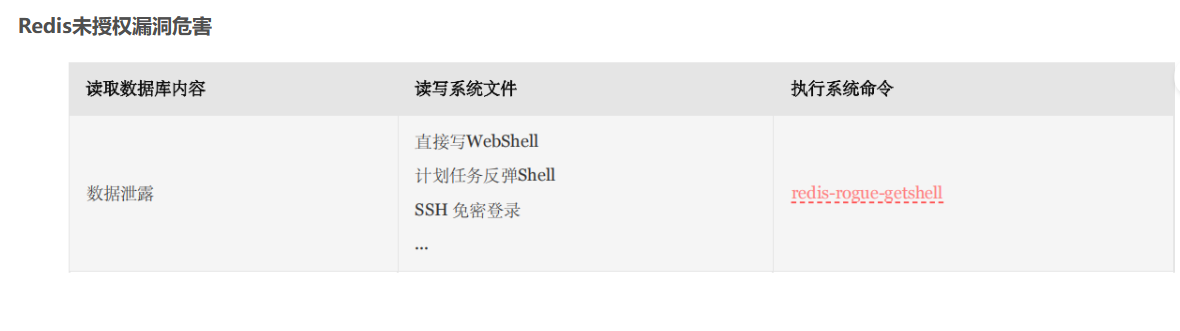 Redis未授权漏洞危害
读取数据库内容 读写系统文件 执行系统命令
直接写WebShell
计划任务反弹Shell
数据泄露 redis-rogue-getshell
SSH 免密登录
...